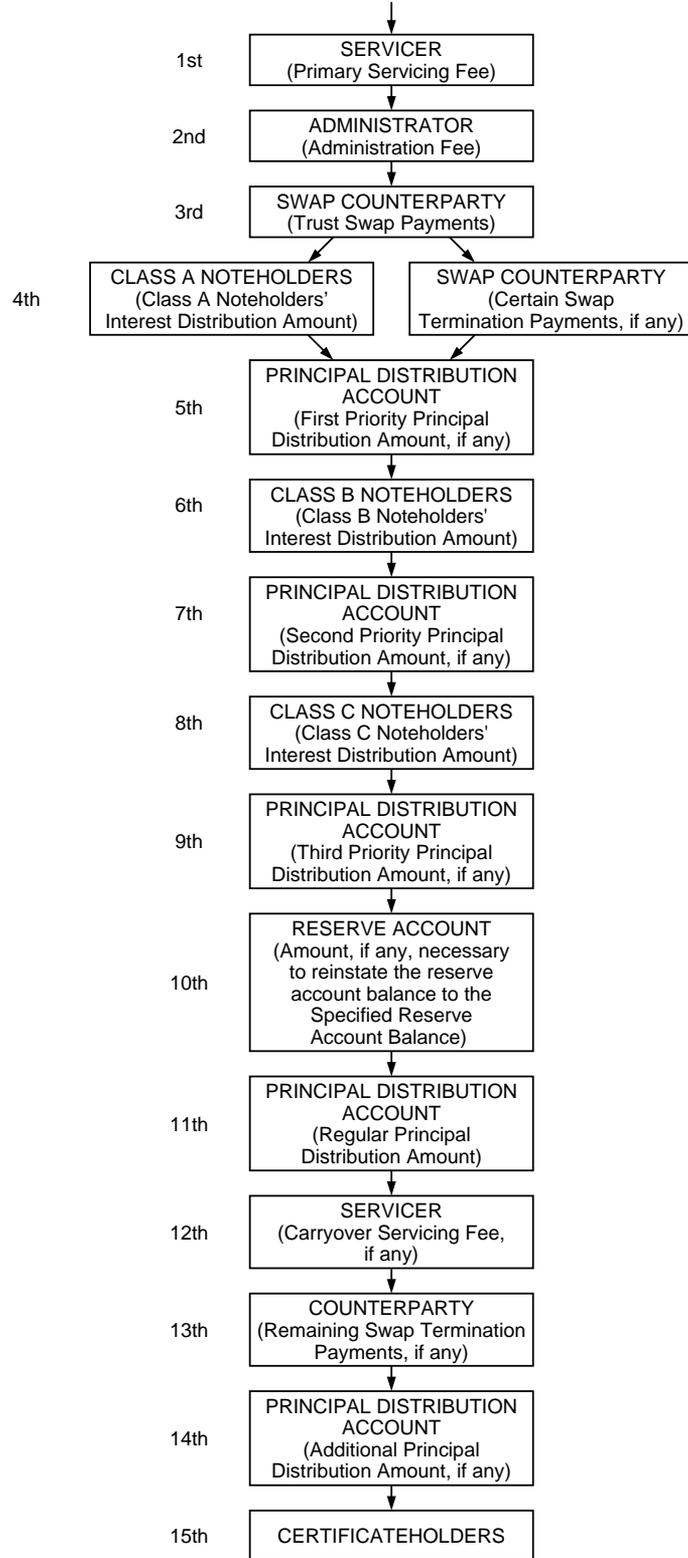 1st
SERVICER
(Primary Servicing Fee)
2nd
ADMINISTRATOR
(Administration Fee)
3rd
SWAP COUNTERPARTY
(Trust Swap Payments)
4th
CLASS A NOTEHOLDERS
(Class A Noteholders’
Interest Distribution Amount)
SWAP COUNTERPARTY
(Certain Swap
Termination Payments, if any)
5th
PRINCIPAL DISTRIBUTION
ACCOUNT
(First Priority Principal
Distribution Amount, if any)
6th
CLASS B NOTEHOLDERS
(Class B Noteholders'
Interest Distribution Amount)
7th
PRINCIPAL DISTRIBUTION
ACCOUNT
(Second Priority Principal
Distribution Amount, if any)
8th
CLASS C NOTEHOLDERS
(Class C Noteholders'
Interest Distribution Amount)
9th
PRINCIPAL DISTRIBUTION
ACCOUNT
(Third Priority Principal
Distribution Amount, if any)
10th
RESERVE ACCOUNT
(Amount, if any, necessary
to reinstate the reserve
account balance to the
Specified Reserve
Account Balance)
11th
PRINCIPAL DISTRIBUTION
ACCOUNT
(Regular Principal
Distribution Amount)
12th
SERVICER
(Carryover Servicing Fee,
if any)
13th
COUNTERPARTY
(Remaining Swap Termination
Payments, if any)
14th
PRINCIPAL DISTRIBUTION
ACCOUNT
(Additional Principal
Distribution Amount, if any)
15th
CERTIFICATEHOLDERS